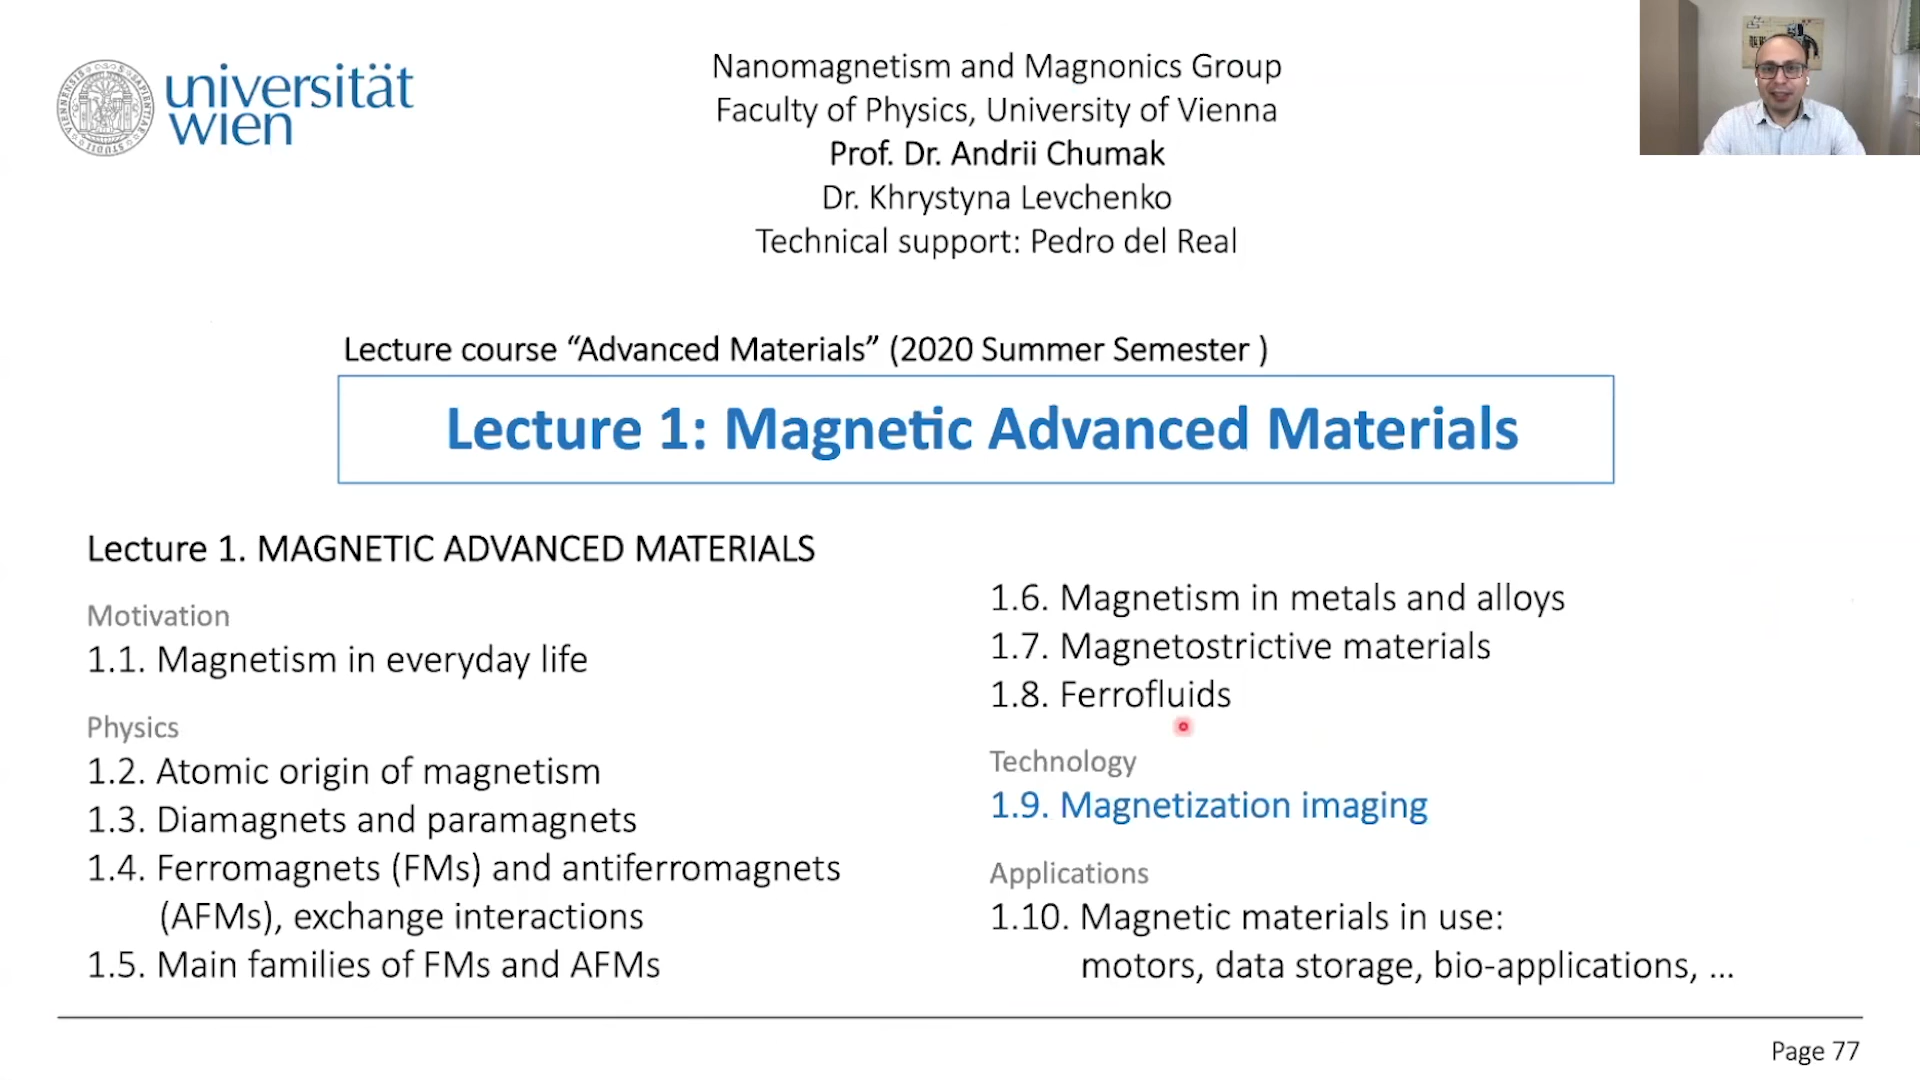 universität
wien
Nanomagnetism and Magnonics Group
Faculty of Physics, University of Vienna
Prof. Dr. Andrii Chumak
Dr. Khrystyna Levchenko
Technical support: Pedro del Real
Lecture course “Advanced Materials” (2020 Summer Semester )
Lecture 1: Magnetic Advanced Materials
Lecture 1. MAGNETIC ADVANCED MATERIALS
Motivation
1.1. Magnetism in everyday life
Physics
1.2. Atomic origin of magnetism
1.3. Diamagnets and paramagnets
1.4. Ferromagnets (FMs) and antiferromagnets
(AFMs), exchange interactions
1.5. Main families of FMs and AFMs
1.6. Magnetism in metals and alloys
1.7. Magnetostrictive materials
1.8. Ferrofluids
Technology
1.9. Magnetization imaging
Applications
1.10. Magnetic materials in use:
motors, data storage, bio-applications, ...
Page 77